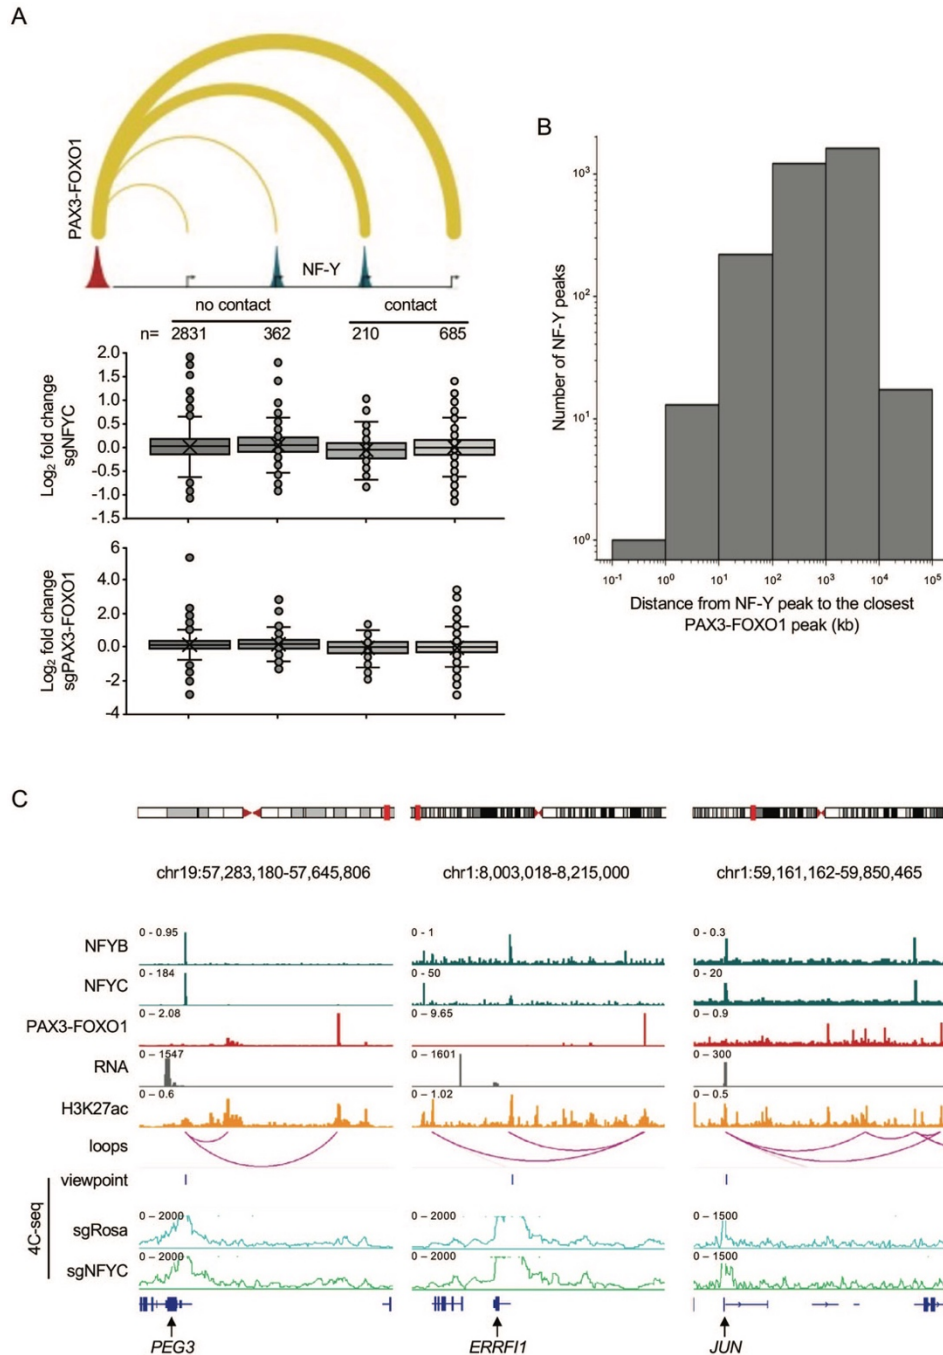 A
PAX3-FOXO1
NF-Y
no contact contact
n= 2831 362 210 685
Log2 fold change
sgNFYC
2.0
1.5
1.0
0.5
0.0
-0.5
-1.0
-1.5
Log2 fold change
sgPAX3-FOXO1
6
4.0
2.0
0.0
-2
-4
B
Number of NF-Y peaks
10³
10²
10¹
10⁰
10⁻¹ 10⁰ 10¹ 10² 10³ 10⁴ 10⁵
Distance from NF-Y peak to the closest
PAX3-FOXO1 peak (kb)
C
chr19:57,283,180-57,645,806 chr1:8,003,018-8,215,000 chr1:59,161,162-59,850,465
NFYB 0 - 0.95 0 - 1 0 - 0.3
NFYC 0 - 184 0 - 50 0 - 20
PAX3-FOXO1 0 - 2.08 0 - 9.65 0 - 0.9
RNA 0 - 1547 0 - 1601 0 - 300
H3K27ac 0 - 0.6 0 - 1.02 0 - 0.5
loops
4C-seq
viewpoint
sgRosa 0 - 2000 0 - 2000 0 - 1500
sgNFYC 0 - 2000 0 - 2000 0 - 1500
PEG3 ERRFI1 JUN